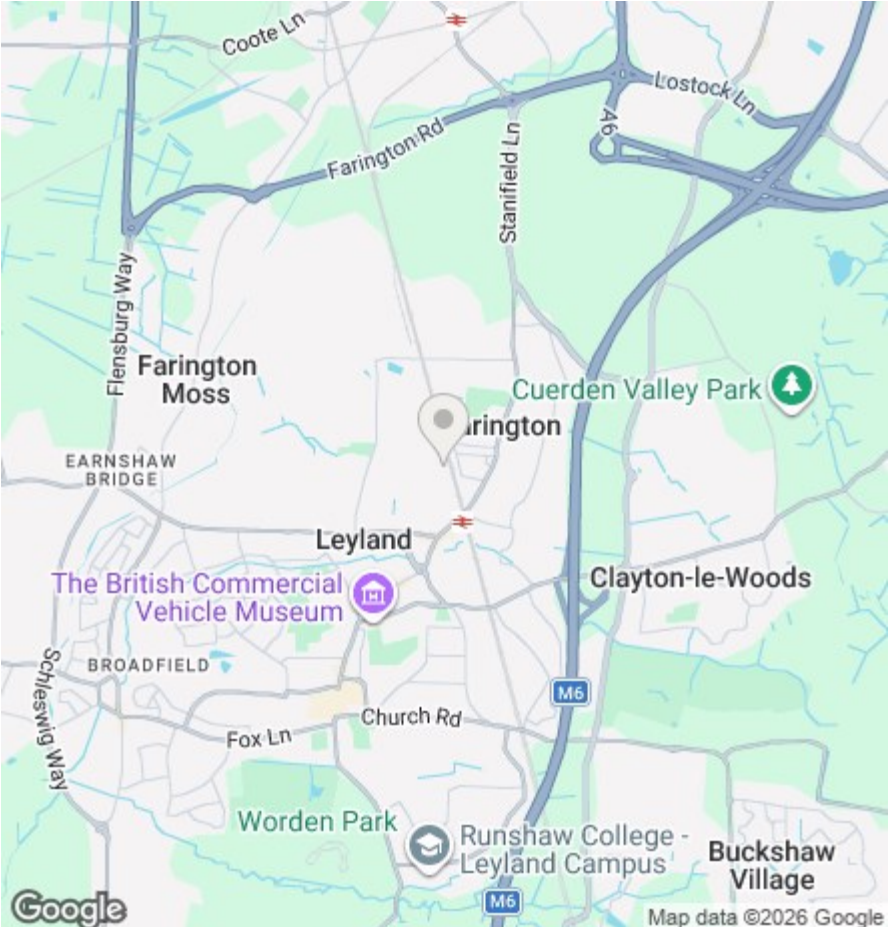 Coote Ln
Lostock Ln
A6
Farington Rd
Stanifield Ln
Flensburg Way
Farington
Moss
Cuerden Valley Park
arington
EARNSHAW
BRIDGE
Leyland
The British Commercial
Vehicle Museum
Clayton-le-Woods
BROADFIELD
Schleswig Way
M6
Church Rd
Fox Ln
Worden Park
Runshaw College -
Leyland Campus
Buckshaw
Village
M6
Google
Map data ©2026 Google